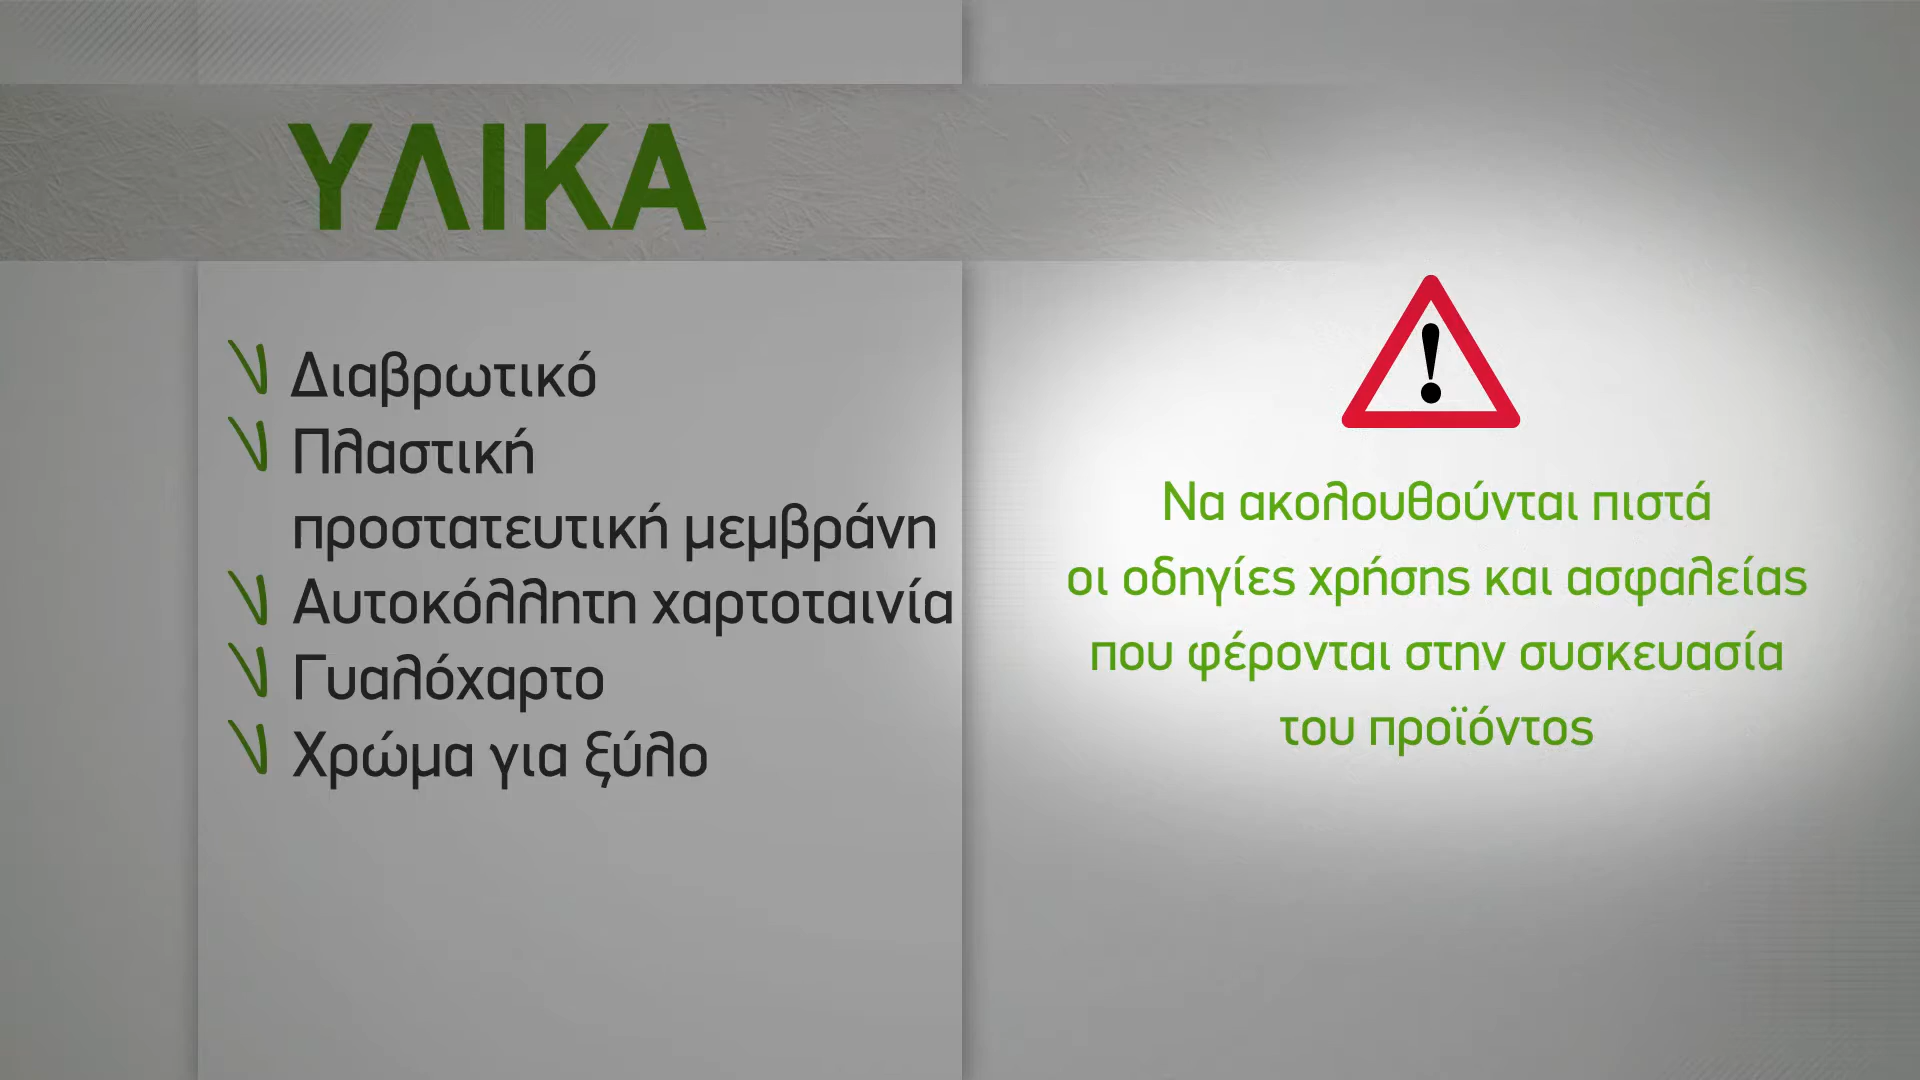 ΥΛΙΚΑ
Διαβρωτικό
Πλαστική
προστατευτική μεμβράνη
Αυτοκόλλητη χαρτοταινία
Γυαλόχαρτο
Χρώμα για ξύλο
Να ακολουθούνται πιστά
οι οδηγίες χρήσης και ασφαλείας
που φέρονται στην συσκευασία
του προϊόντος